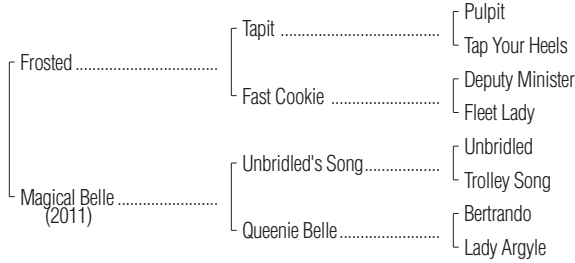 Pulpit
Tapit ........................................
Tap Your Heels
Frosted ....................................
Deputy Minister
Fast Cookie ...........................
Fleet Lady
Unbridled
Unbridled's Song...................
Trolley Song
Magical Belle .........................
(2011)
Bertrando
Queenie Belle.........................
Lady Argyle